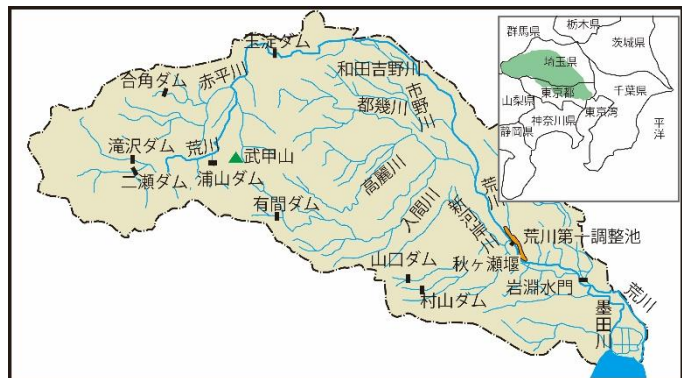 玉淀ダム
合角ダム
赤平川
和田吉野川
市野川
都幾川
滝沢ダム
荒川
武甲山
二瀬ダム
浦山ダム
高麗川
有間ダム
入間川
新河岸川
荒川
荒川第一調整池
秋ヶ瀬堰
山口ダム
村山ダム
岩淵水門
荒川
墨田川
群馬県
栃木県
茨城県
埼玉県
山梨県
東京都
千葉県
東京湾
神奈川県
静岡県
平洋